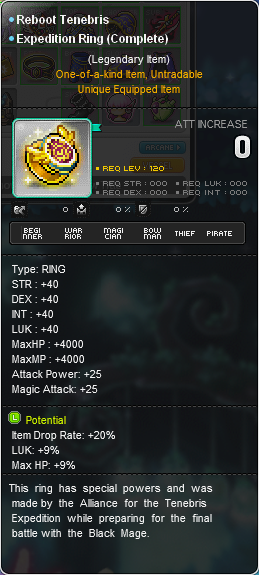 Reboot Tenebris
Expedition Ring (Complete)
(Legendary Item)
One-of-a-kind Item, Untradable
Unique Equipped Item
ATT INCREASE
0
REQ LEV : 120
REQ STR : 000
REQ LUK : 000
REQ DEX : 000
REQ INT : 000
0
0 %
0 %
BEGINNER WARRIOR MAGICIAN BOWMAN THIEF PIRATE
Type: RING
STR : +40
DEX : +40
INT : +40
LUK : +40
MaxHP : +4000
MaxMP : +4000
Attack Power: +25
Magic Attack: +25
L Potential
Item Drop Rate: +20%
LUK: +9%
Max HP: +9%
This ring has special powers and was
made by the Alliance for the Tenebris
Expedition while preparing for the final
battle with the Black Mage.